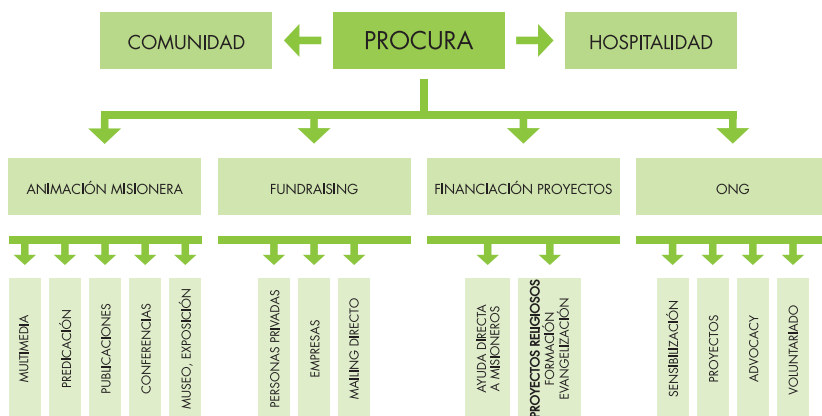 COMUNIDAD
PROCURA
HOSPITALIDAD
ANIMACIÓN MISIONERA
FUNDRAISING
FINANCIACIÓN PROYECTOS
ONG
MULTIMEDIA
PREDICACIÓN
PUBLICACIONES
CONFERENCIAS
MUSEO, EXPOSICIÓN
PERSONAS PRIVADAS
EMPRESAS
MAILING DIRECTO
AYUDA DIRECTA
A MISIONEROS
PROYECTOS RELIGIOSOS
FORMACIÓN
EVANGELIZACIÓN
SENSIBILIZACIÓN
PROYECTOS
ADVOCACY
VOLUNTARIADO